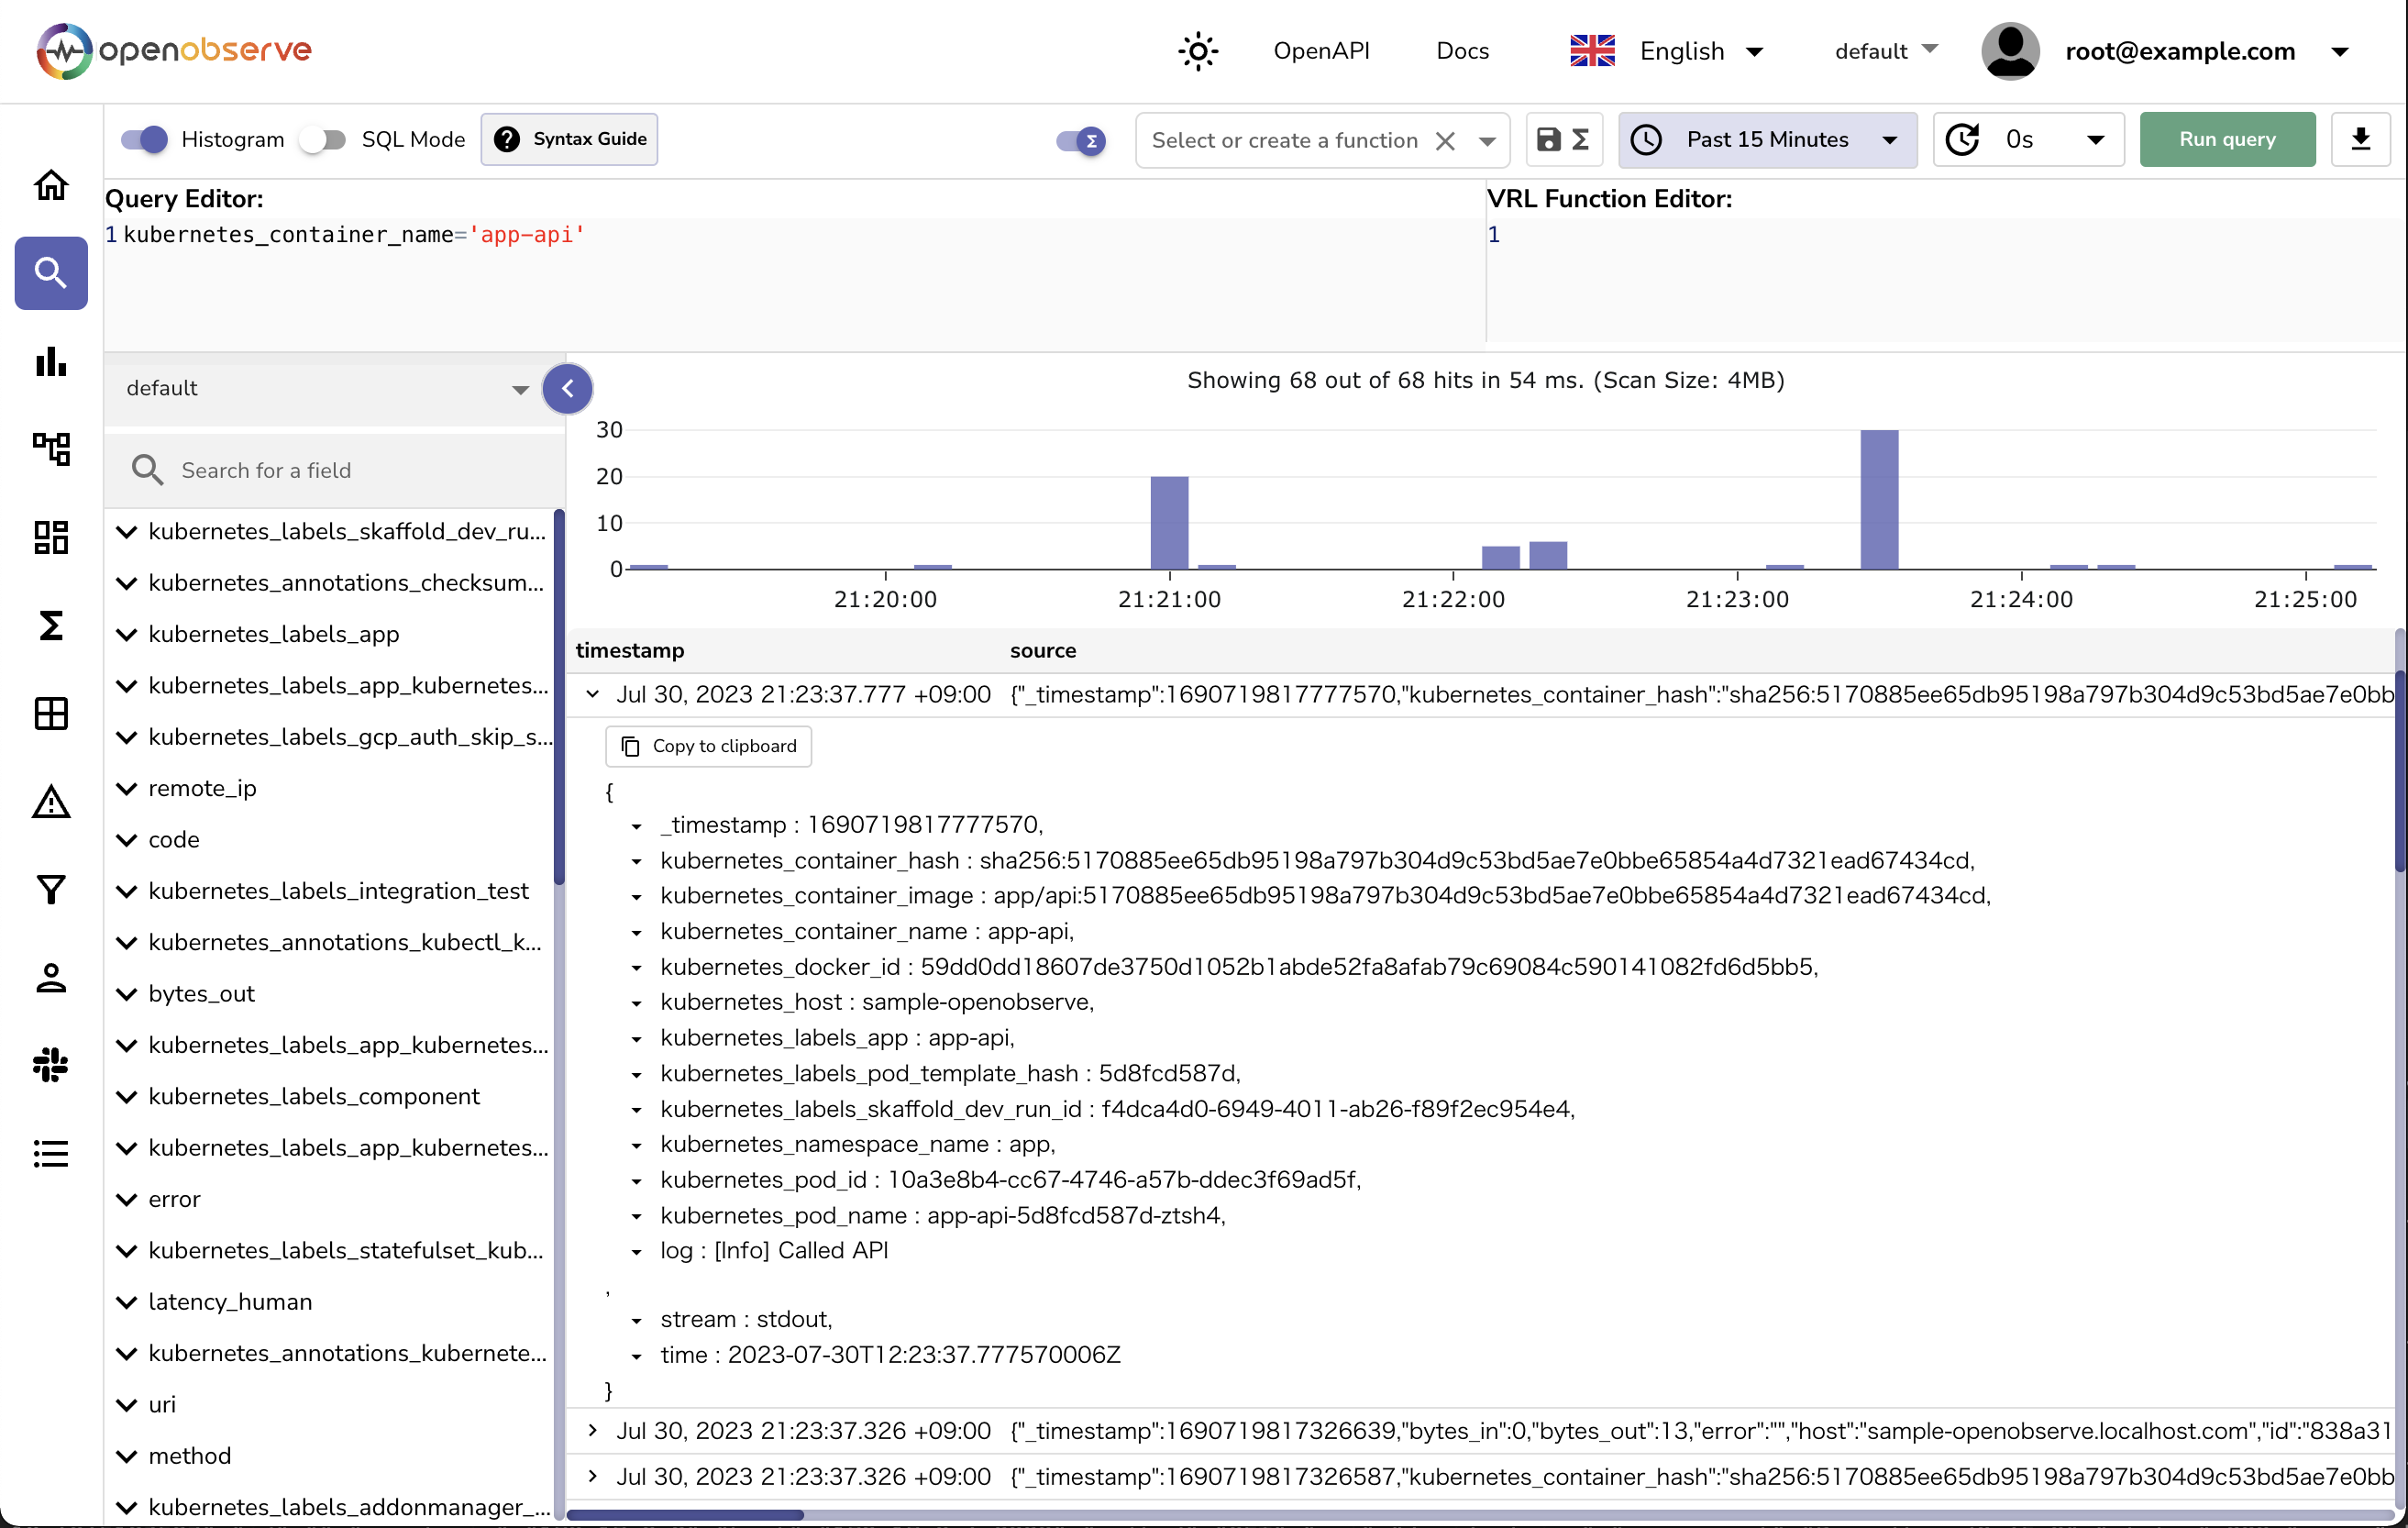 openobserve OpenAPI Docs English default root@example.com
Histogram SQL Mode Syntax Guide Σ Select or create a function Σ Past 15 Minutes 0s Run query
Query Editor: VRL Function Editor:
1 kubernetes_container_name='app-api' 1
default
Search for a field
kubernetes_labels_skaffold_dev_ru...
kubernetes_annotations_checksum...
kubernetes_labels_app
kubernetes_labels_app_kubernetes...
kubernetes_labels_gcp_auth_skip_s...
remote_ip
code
kubernetes_labels_integration_test
kubernetes_annotations_kubectl_k...
bytes_out
kubernetes_labels_app_kubernetes...
kubernetes_labels_component
kubernetes_labels_app_kubernetes...
error
kubernetes_labels_statefulset_kub...
latency_human
kubernetes_annotations_kubernete...
uri
method
kubernetes_labels_addonmanager_...
Showing 68 out of 68 hits in 54 ms. (Scan Size: 4MB)
30
20
10
0
21:20:00 21:21:00 21:22:00 21:23:00 21:24:00 21:25:00
timestamp source
Jul 30, 2023 21:23:37.777 +09:00 {"_timestamp":1690719817777570,"kubernetes_container_hash":"sha256:5170885ee65db95198a797b304d9c53bd5ae7e0bb
Copy to clipboard
{
_timestamp : 1690719817777570,
kubernetes_container_hash : sha256:5170885ee65db95198a797b304d9c53bd5ae7e0bbe65854a4d7321ead67434cd,
kubernetes_container_image : app/api:5170885ee65db95198a797b304d9c53bd5ae7e0bbe65854a4d7321ead67434cd,
kubernetes_container_name : app-api,
kubernetes_docker_id : 59dd0dd18607de3750d1052b1abde52fa8afab79c69084c590141082fd6d5bb5,
kubernetes_host : sample-openobserve,
kubernetes_labels_app : app-api,
kubernetes_labels_pod_template_hash : 5d8fcd587d,
kubernetes_labels_skaffold_dev_run_id : f4dca4d0-6949-4011-ab26-f89f2ec954e4,
kubernetes_namespace_name : app,
kubernetes_pod_id : 10a3e8b4-cc67-4746-a57b-ddec3f69ad5f,
kubernetes_pod_name : app-api-5d8fcd587d-ztsh4,
log : [Info] Called API
,
stream : stdout,
time : 2023-07-30T12:23:37.777570006Z
}
Jul 30, 2023 21:23:37.326 +09:00 {"_timestamp":1690719817326639,"bytes_in":0,"bytes_out":13,"error":"","host":"sample-openobserve.localhost.com","id":"838a31
Jul 30, 2023 21:23:37.326 +09:00 {"_timestamp":1690719817326587,"kubernetes_container_hash":"sha256:5170885ee65db95198a797b304d9c53bd5ae7e0bb